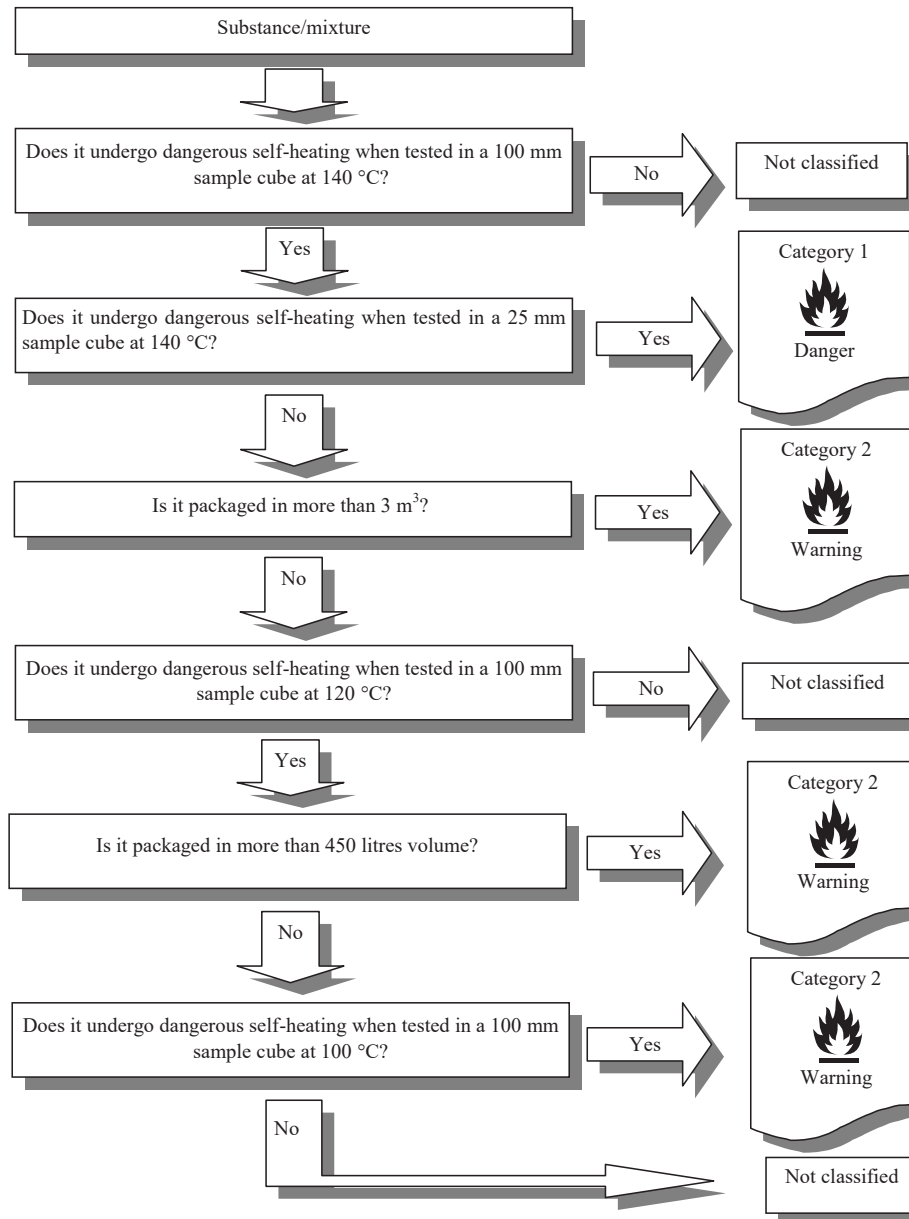 Substance/mixture
Does it undergo dangerous self-heating when tested in a 100 mm
sample cube at 140 °C?
No
Not classified
Yes
Category 1
Danger
Does it undergo dangerous self-heating when tested in a 25 mm
sample cube at 140 °C?
Yes
No
Category 2
Warning
Is it packaged in more than 3 m³?
Yes
No
Does it undergo dangerous self-heating when tested in a 100 mm
sample cube at 120 °C?
No
Not classified
Yes
Category 2
Warning
Is it packaged in more than 450 litres volume?
Yes
No
Category 2
Warning
Does it undergo dangerous self-heating when tested in a 100 mm
sample cube at 100 °C?
Yes
No
Not classified